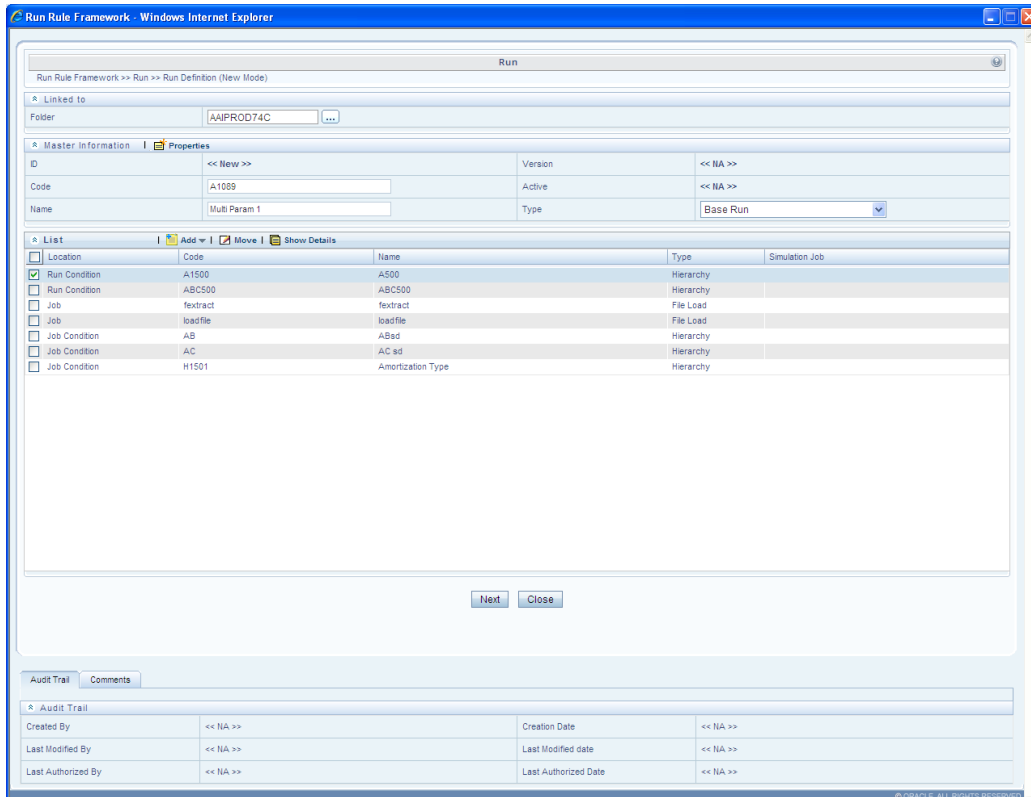 Run Rule Framework - Windows Internet Explorer
Run
Run Rule Framework >> Run >> Run Definition (New Mode)
Linked to
Folder AAIPROD74C ...
Master Information | Properties
ID << New >> Version << NA >>
Code A1089 Active << NA >>
Name Multi Param 1 Type Base Run
List | Add | Move | Show Details
Location Code Name Type Simulation Job
Run Condition A1500 A500 Hierarchy
Run Condition ABC500 ABC500 Hierarchy
Job fextract fextract File Load
Job loadfile loadfile File Load
Job Condition AB ABsd Hierarchy
Job Condition AC AC sd Hierarchy
Job Condition H1501 Amortization Type Hierarchy
Next Close
Audit Trail Comments
Audit Trail
Created By << NA >> Creation Date << NA >>
Last Modified By << NA >> Last Modified date << NA >>
Last Authorized By << NA >> Last Authorized Date << NA >>
© ORACLE. ALL RIGHTS RESERVED